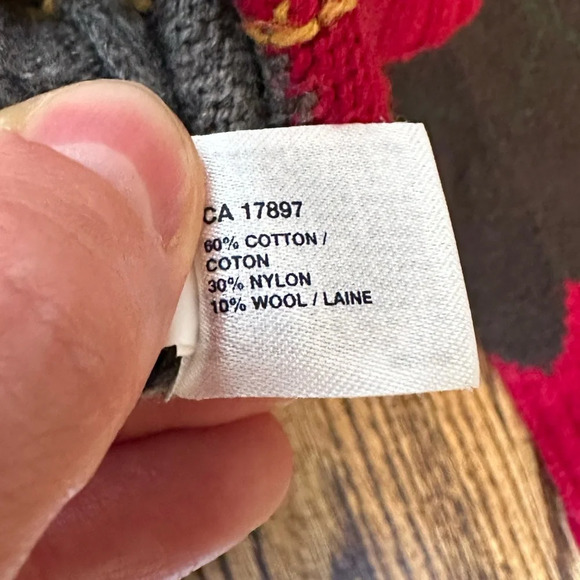 CA 17897
60% COTTON /
COTON
30% NYLON
10% WOOL / LAINE